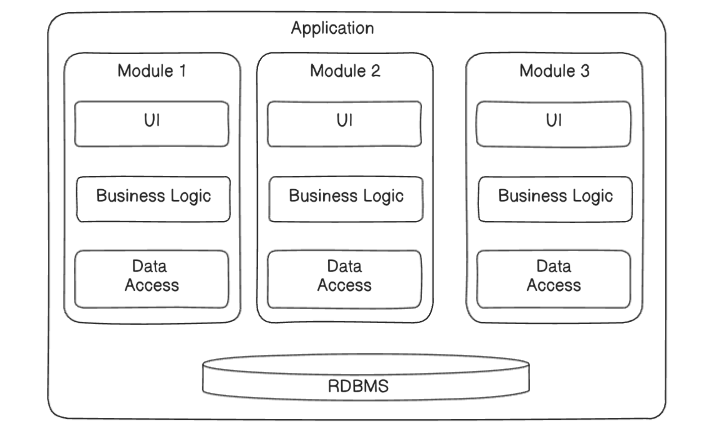 Application
Module 1
UI
Business Logic
Data
Access
Module 2
UI
Business Logic
Data
Access
Module 3
UI
Business Logic
Data
Access
RDBMS